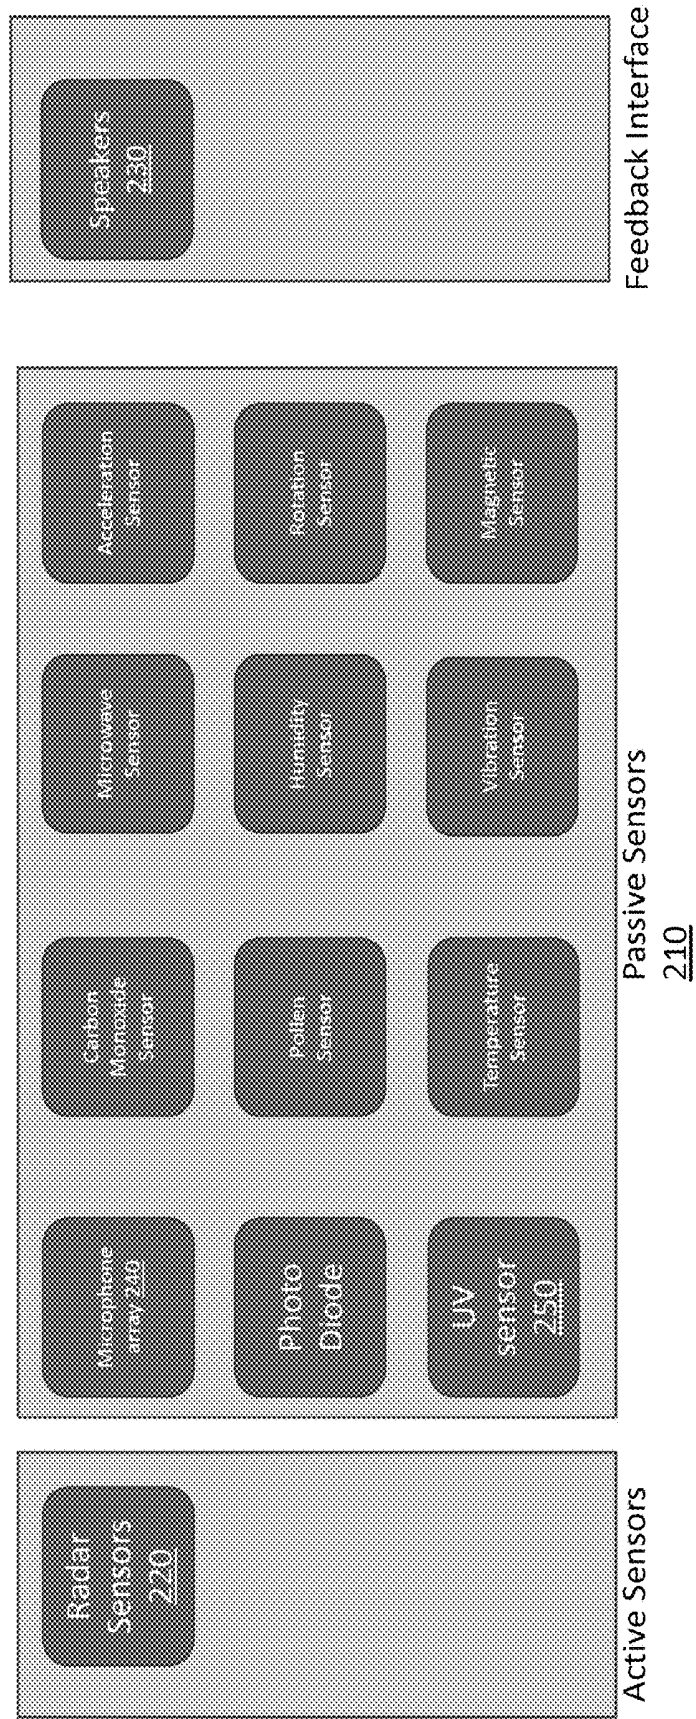 Radar
Sensors
220
Active Sensors
Microphone
array 240
Carbon
Monoxide
Sensor
Microwave
Sensor
Acceleration
Sensor
Photo
Diode
Pollen
Sensor
Humidity
Sensor
Rotation
Sensor
UV
sensor
250
Temperature
Sensor
Vibration
Sensor
Magnetic
Sensor
Passive Sensors
210
Speakers
230
Feedback Interface